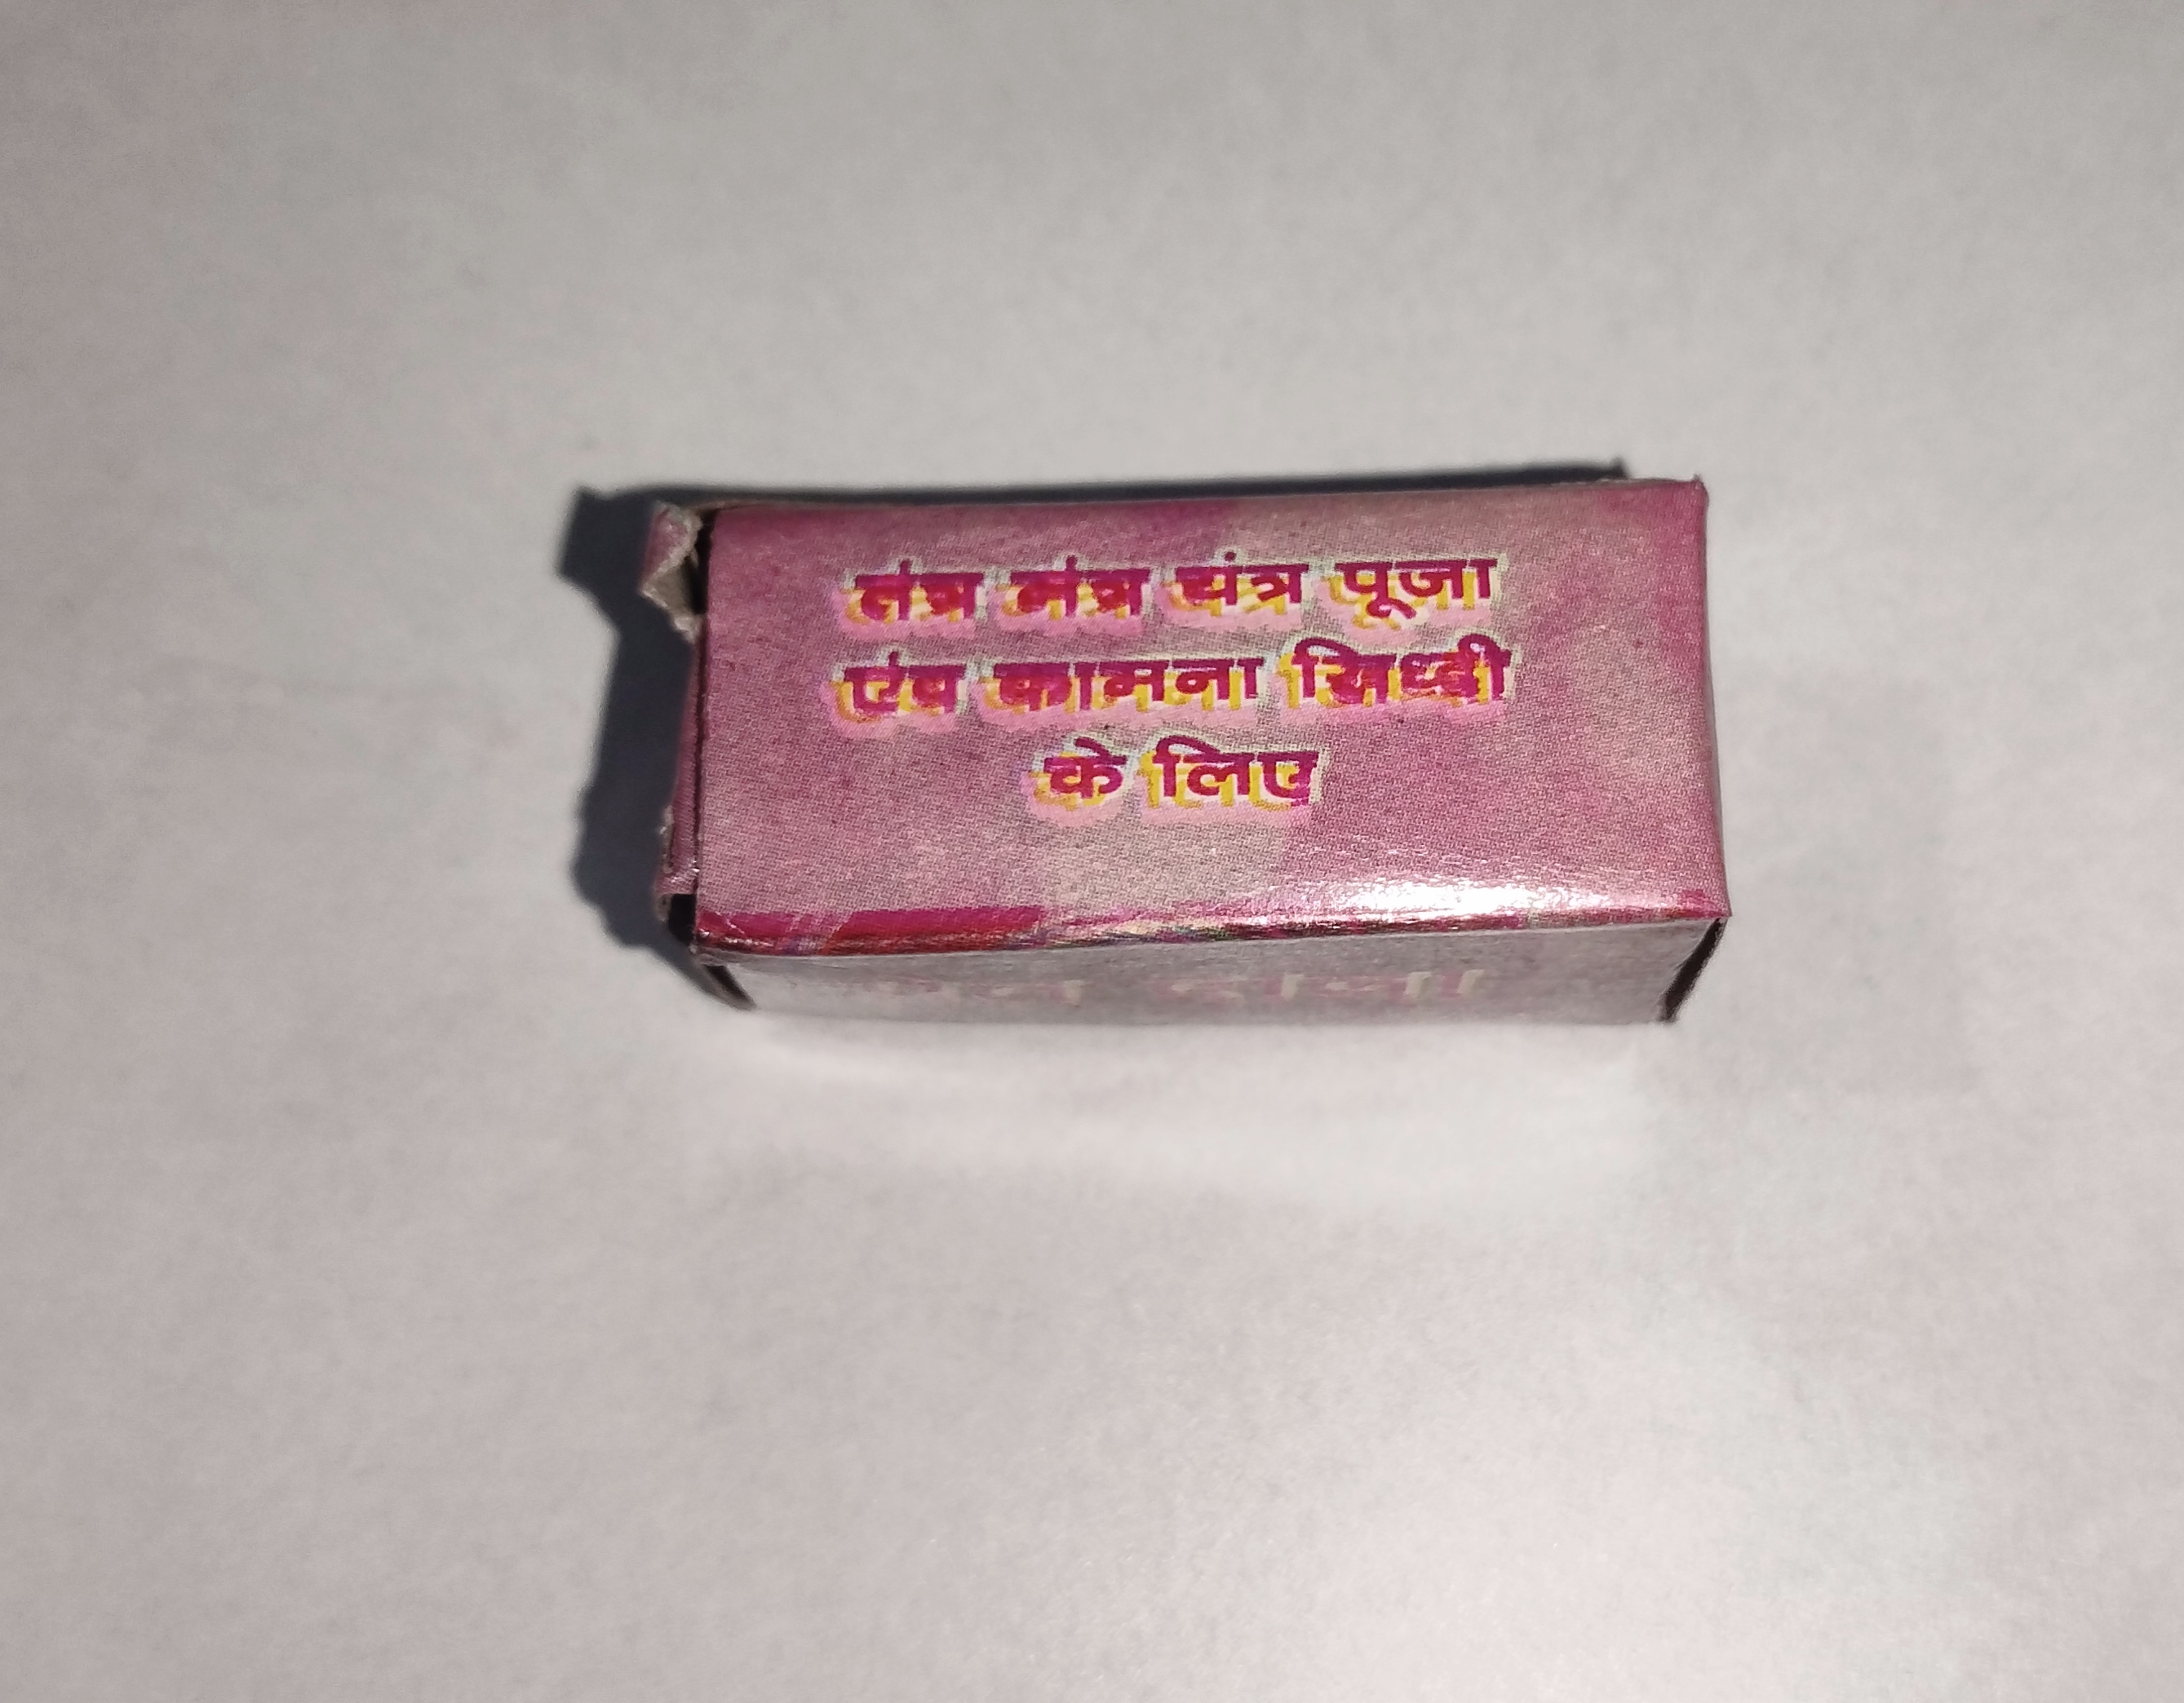 तंत्र मंत्र यंत्र पूजा
एंव कामना सिध्दी
के लिए